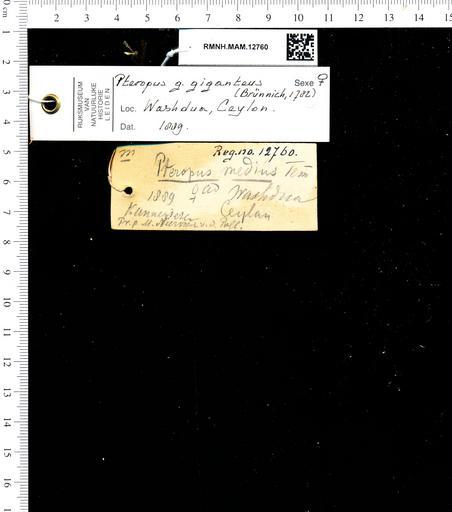 RMNH.MAM.12760
RIJKSMUSEUM
VAN
NATUURLIJKE
HISTORIE
LEIDEN
Pteropus g. giganteus Sexe ♀
(Brünnich, 1782)
Loc. Washdua, Ceylon.
Dat. 1889.
m Reg. no. 12760.
Pteropus medius Tem
1889 ♀ ad Washdua
Ceylan